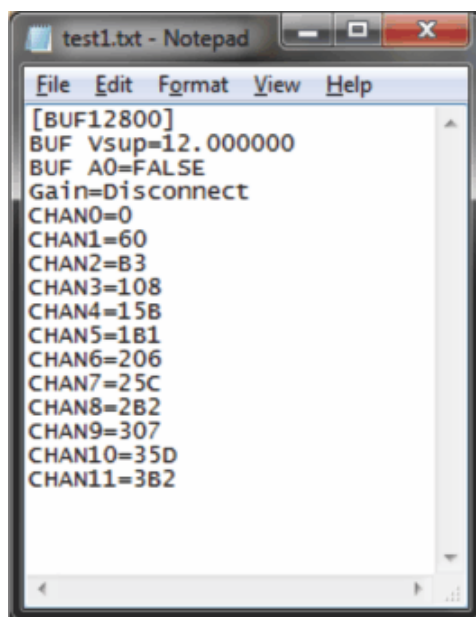 test1.txt - Notepad
File Edit Format View Help
[BUF12800]
BUF Vsup=12.000000
BUF A0=FALSE
Gain=Disconnect
CHAN0=0
CHAN1=60
CHAN2=B3
CHAN3=108
CHAN4=15B
CHAN5=1B1
CHAN6=206
CHAN7=25C
CHAN8=2B2
CHAN9=307
CHAN10=35D
CHAN11=3B2